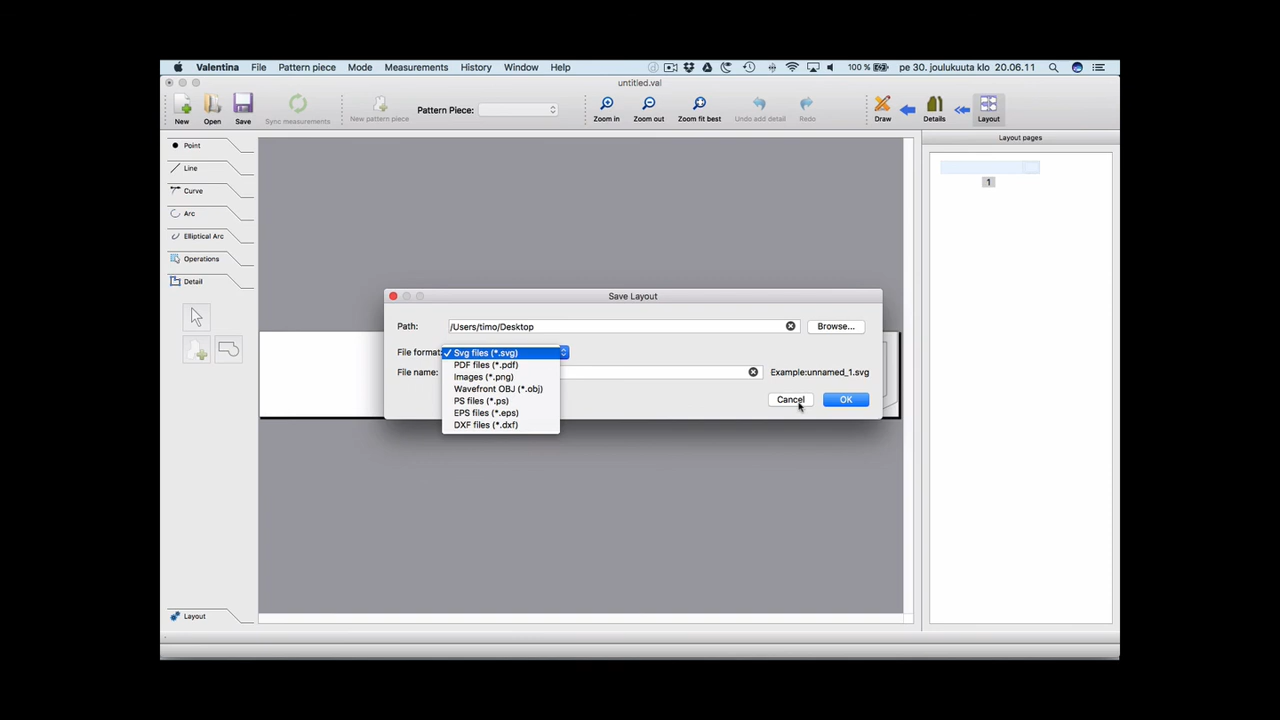 Valentina File Pattern piece Mode Measurements History Window Help 100 % pe 30. joulukuuta klo 20.06.11
untitled.val
New Open Save Sync measurements New pattern piece Pattern Piece: Zoom in Zoom out Zoom fit best Undo add detail Redo Draw Details Layout
Point
Line
Curve
Arc
Elliptical Arc
Operations
Detail
Layout
Layout pages
1
Save Layout
Path: /Users/timo/Desktop Browse...
File format: Svg files (*.svg)
PDF files (*.pdf)
Images (*.png)
Wavefront OBJ (*.obj)
PS files (*.ps)
EPS files (*.eps)
DXF files (*.dxf)
File name: Example:unnamed_1.svg
Cancel OK